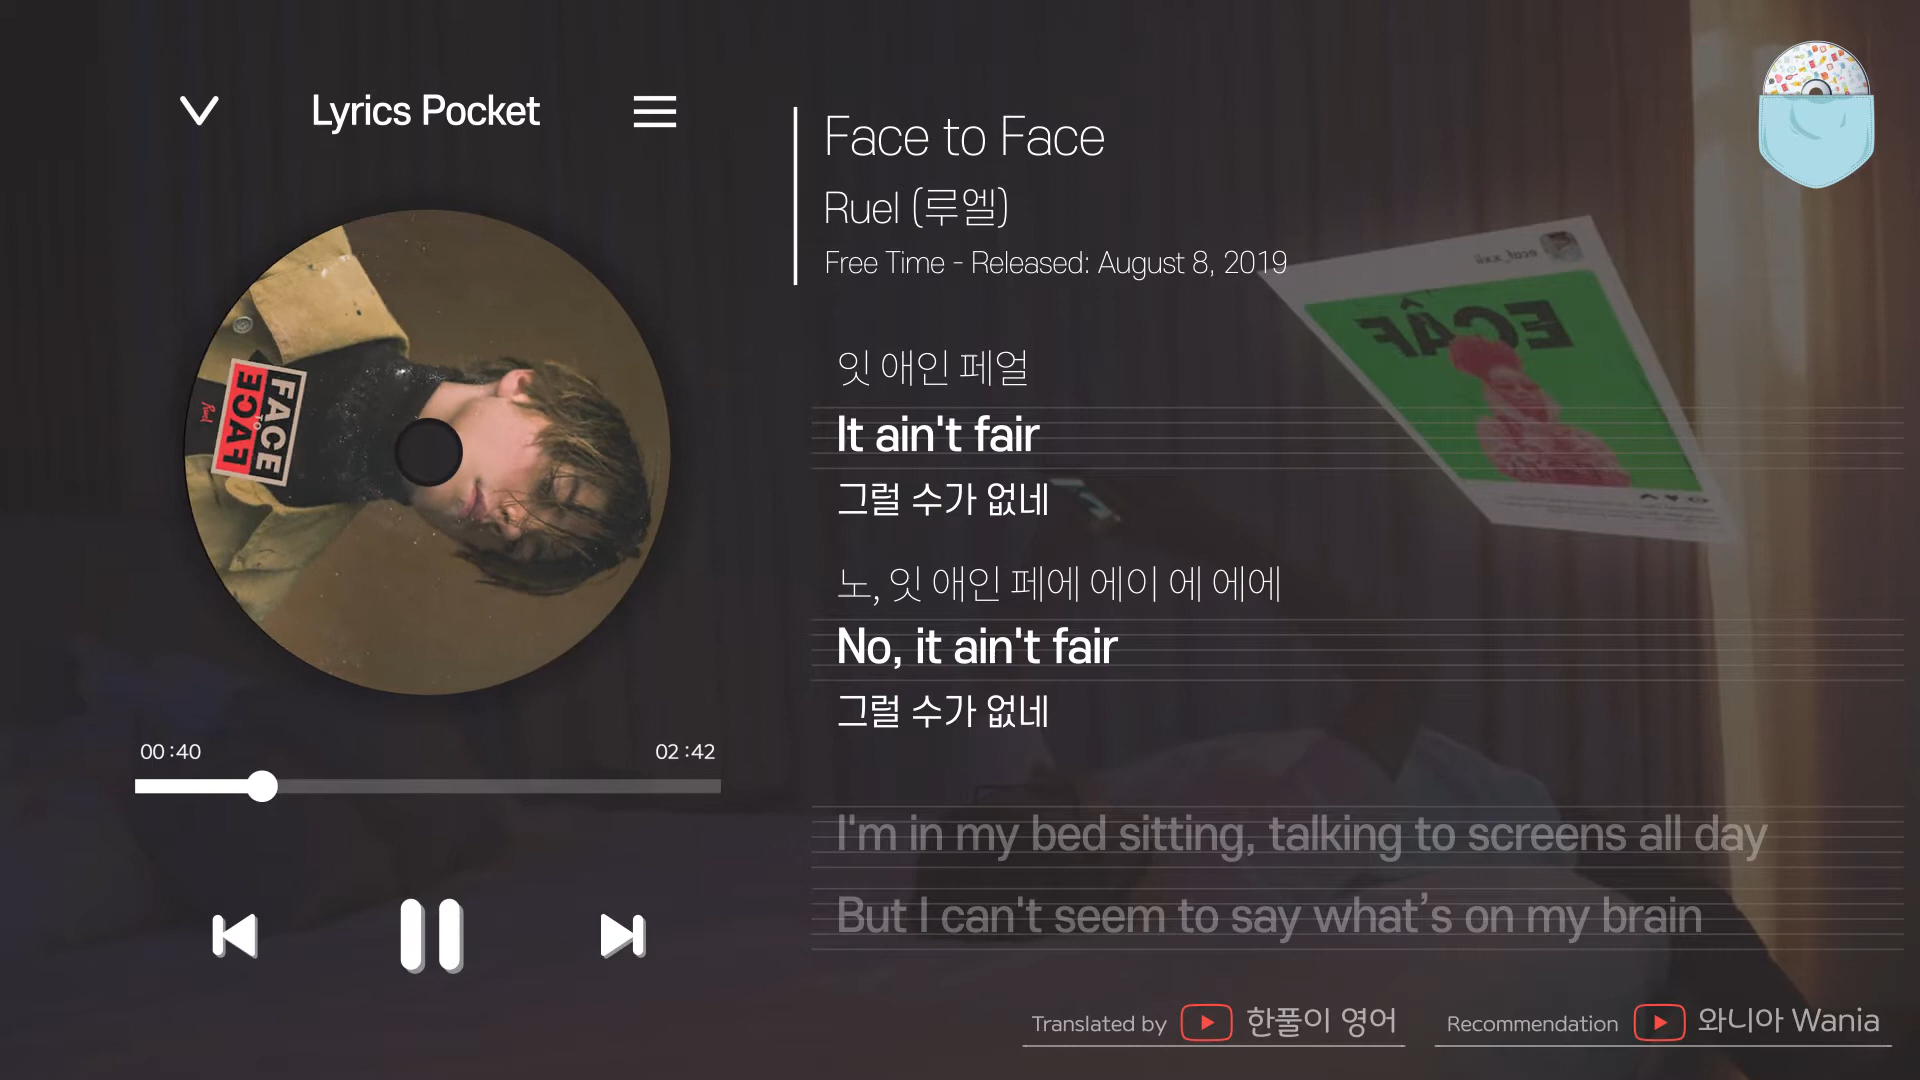 Lyrics Pocket
FACE
TO
FACE
Ruel
00 :40
02 :42
Face to Face
Ruel (루엘)
Free Time - Released: August 8, 2019
ECAF
잇 애인 페얼
It ain't fair
그럴 수가 없네
노, 잇 애인 페에 에이 에 에에
No, it ain't fair
그럴 수가 없네
I'm in my bed sitting, talking to screens all day
But I can't seem to say what's on my brain
Translated by 한풀이 영어
Recommendation 와니아 Wania